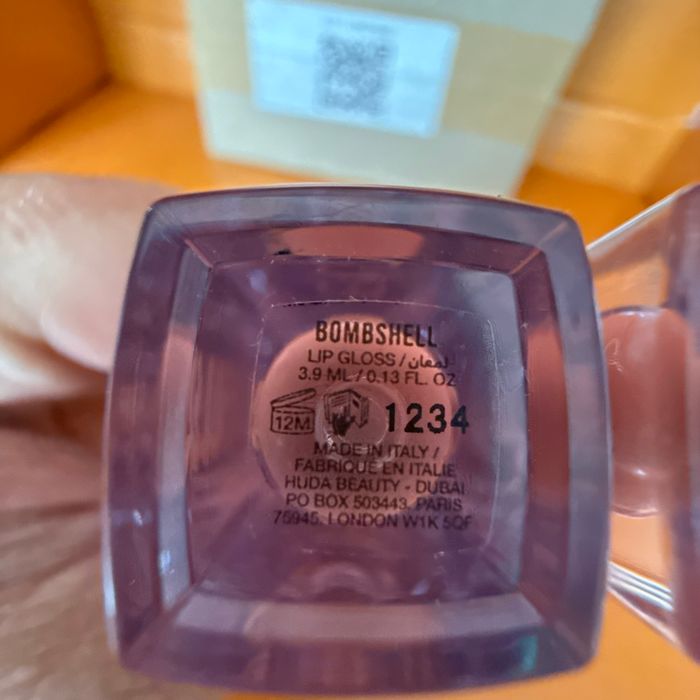 BOMBSHELL
LIP GLOSS / لمعان
3.9 ML / 0.13 FL. OZ
12M 1234
MADE IN ITALY /
FABRIQUÉ EN ITALIE
HUDA BEAUTY - DUBAI
PO BOX 503443, PARIS
75945, LONDON W1K 5QF